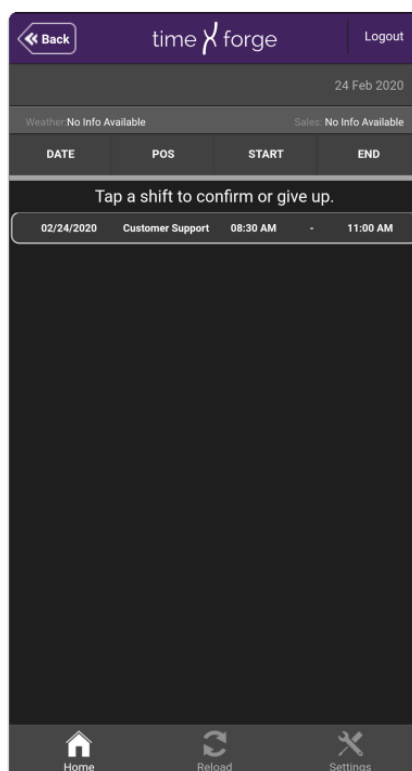 Back time forge Logout
24 Feb 2020
Weather: No Info Available Sales: No Info Available
DATE POS START END
Tap a shift to confirm or give up.
02/24/2020 Customer Support 08:30 AM - 11:00 AM
Home Reload Settings